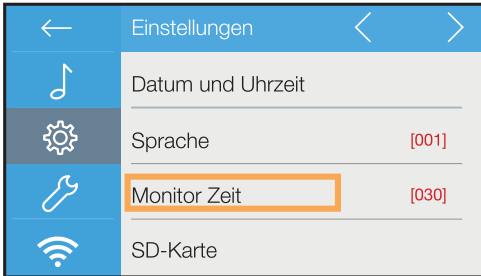 Einstellungen
Datum und Uhrzeit
Sprache [001]
Monitor Zeit [030]
SD-Karte